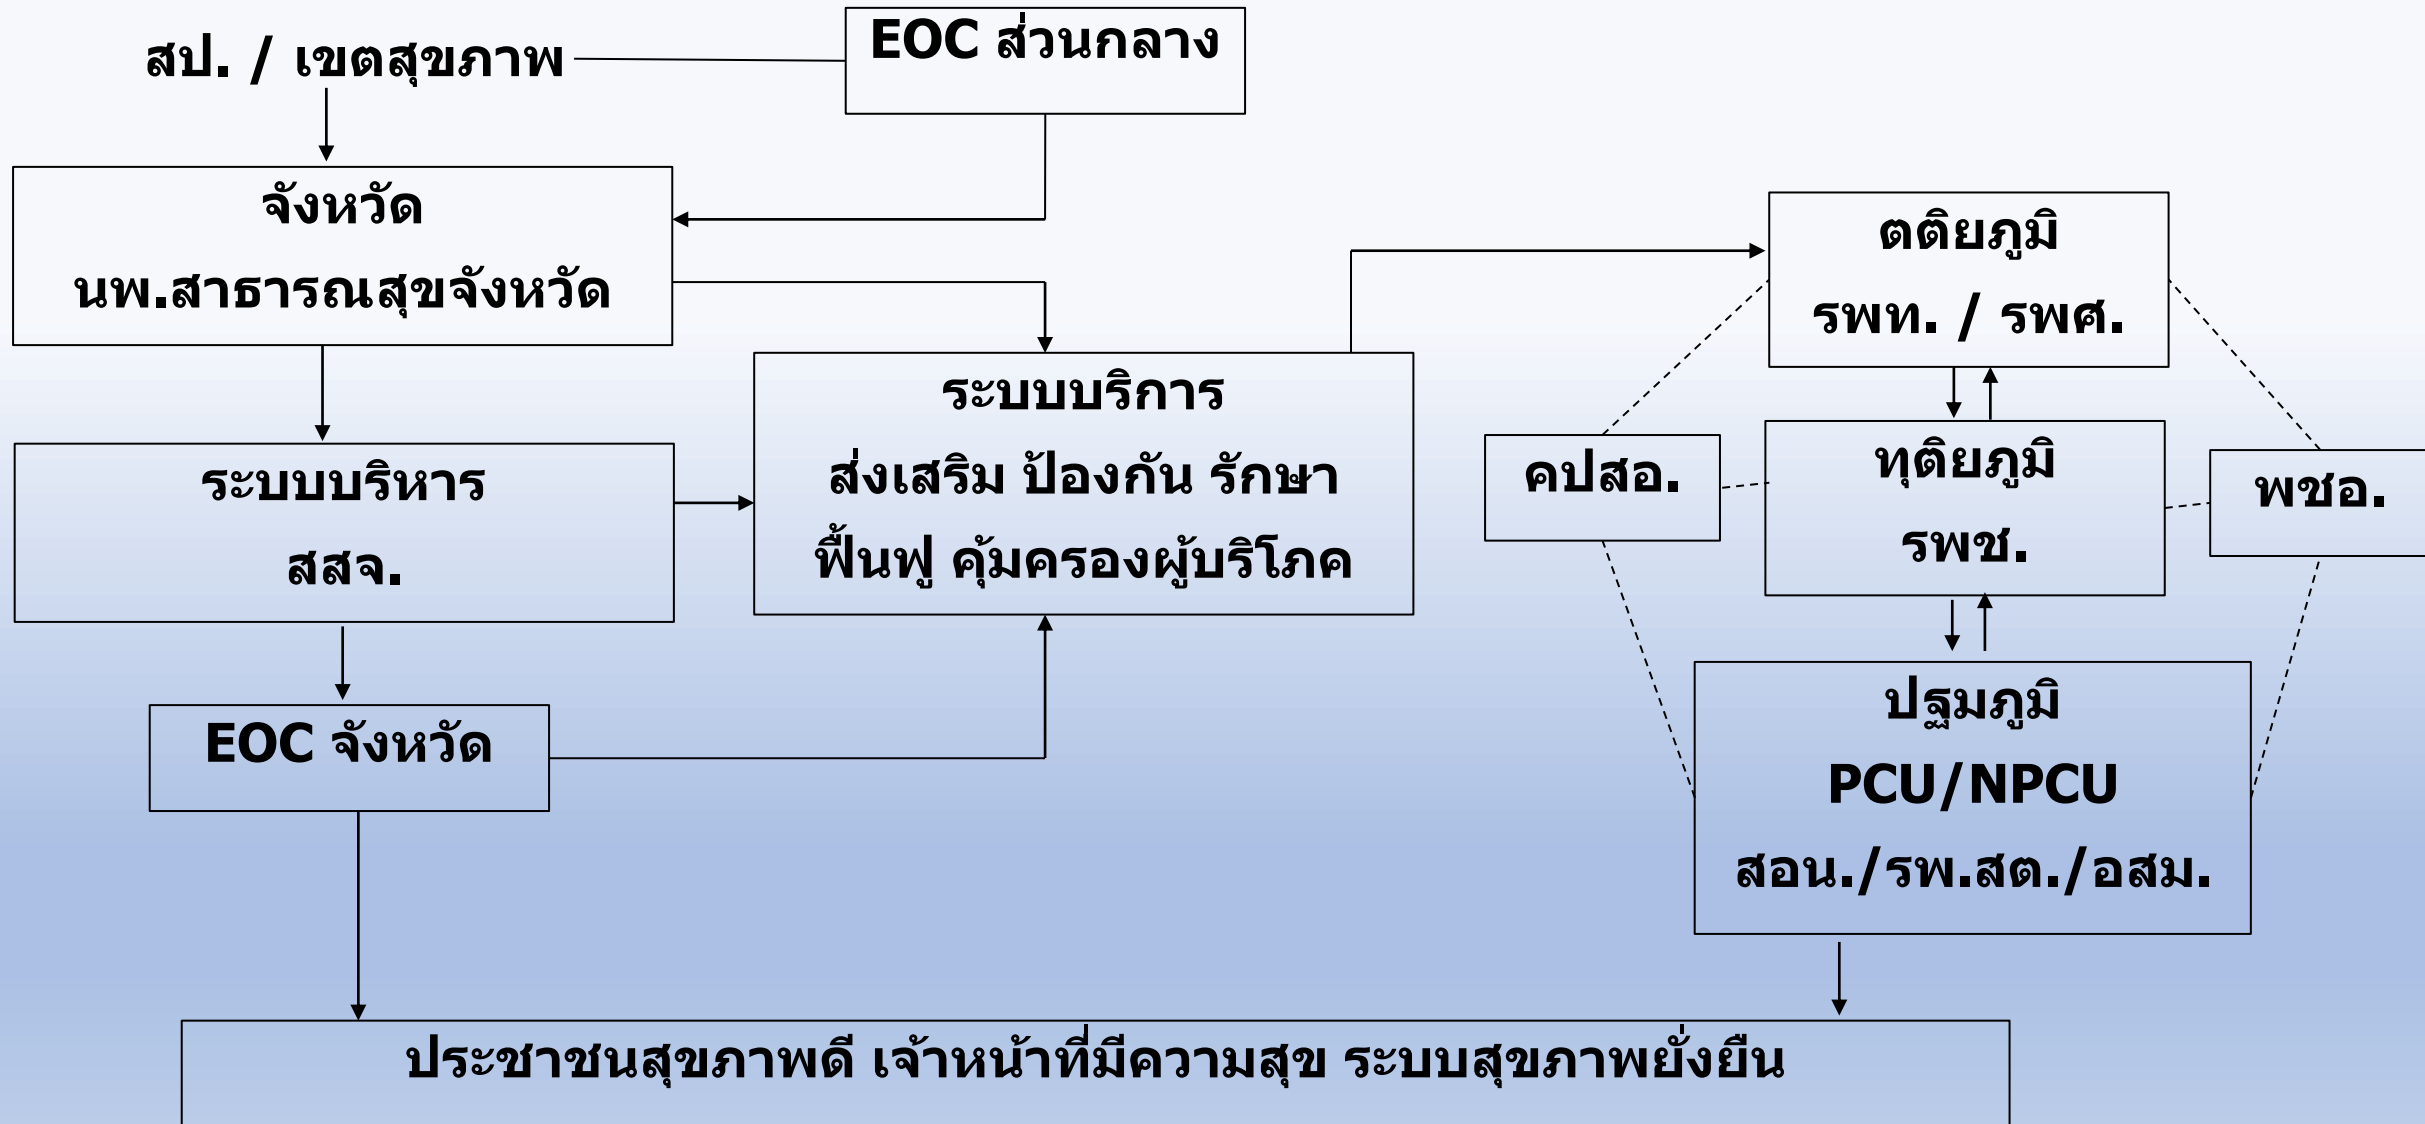 สป. / เขตสุขภาพ
EOC ส่วนกลาง
จังหวัด
นพ.สาธารณสุขจังหวัด
ระบบบริหาร
สสจ.
EOC จังหวัด
ระบบบริการ
ส่งเสริม ป้องกัน รักษา
ฟื้นฟู คุ้มครองผู้บริโภค
ตติยภูมิ
รพท. / รพศ.
คปสอ.
ทุติยภูมิ
รพช.
พชอ.
ปฐมภูมิ
PCU/NPCU
สอน./รพ.สต./อสม.
ประชาชนสุขภาพดี เจ้าหน้าที่มีความสุข ระบบสุขภาพยั่งยืน